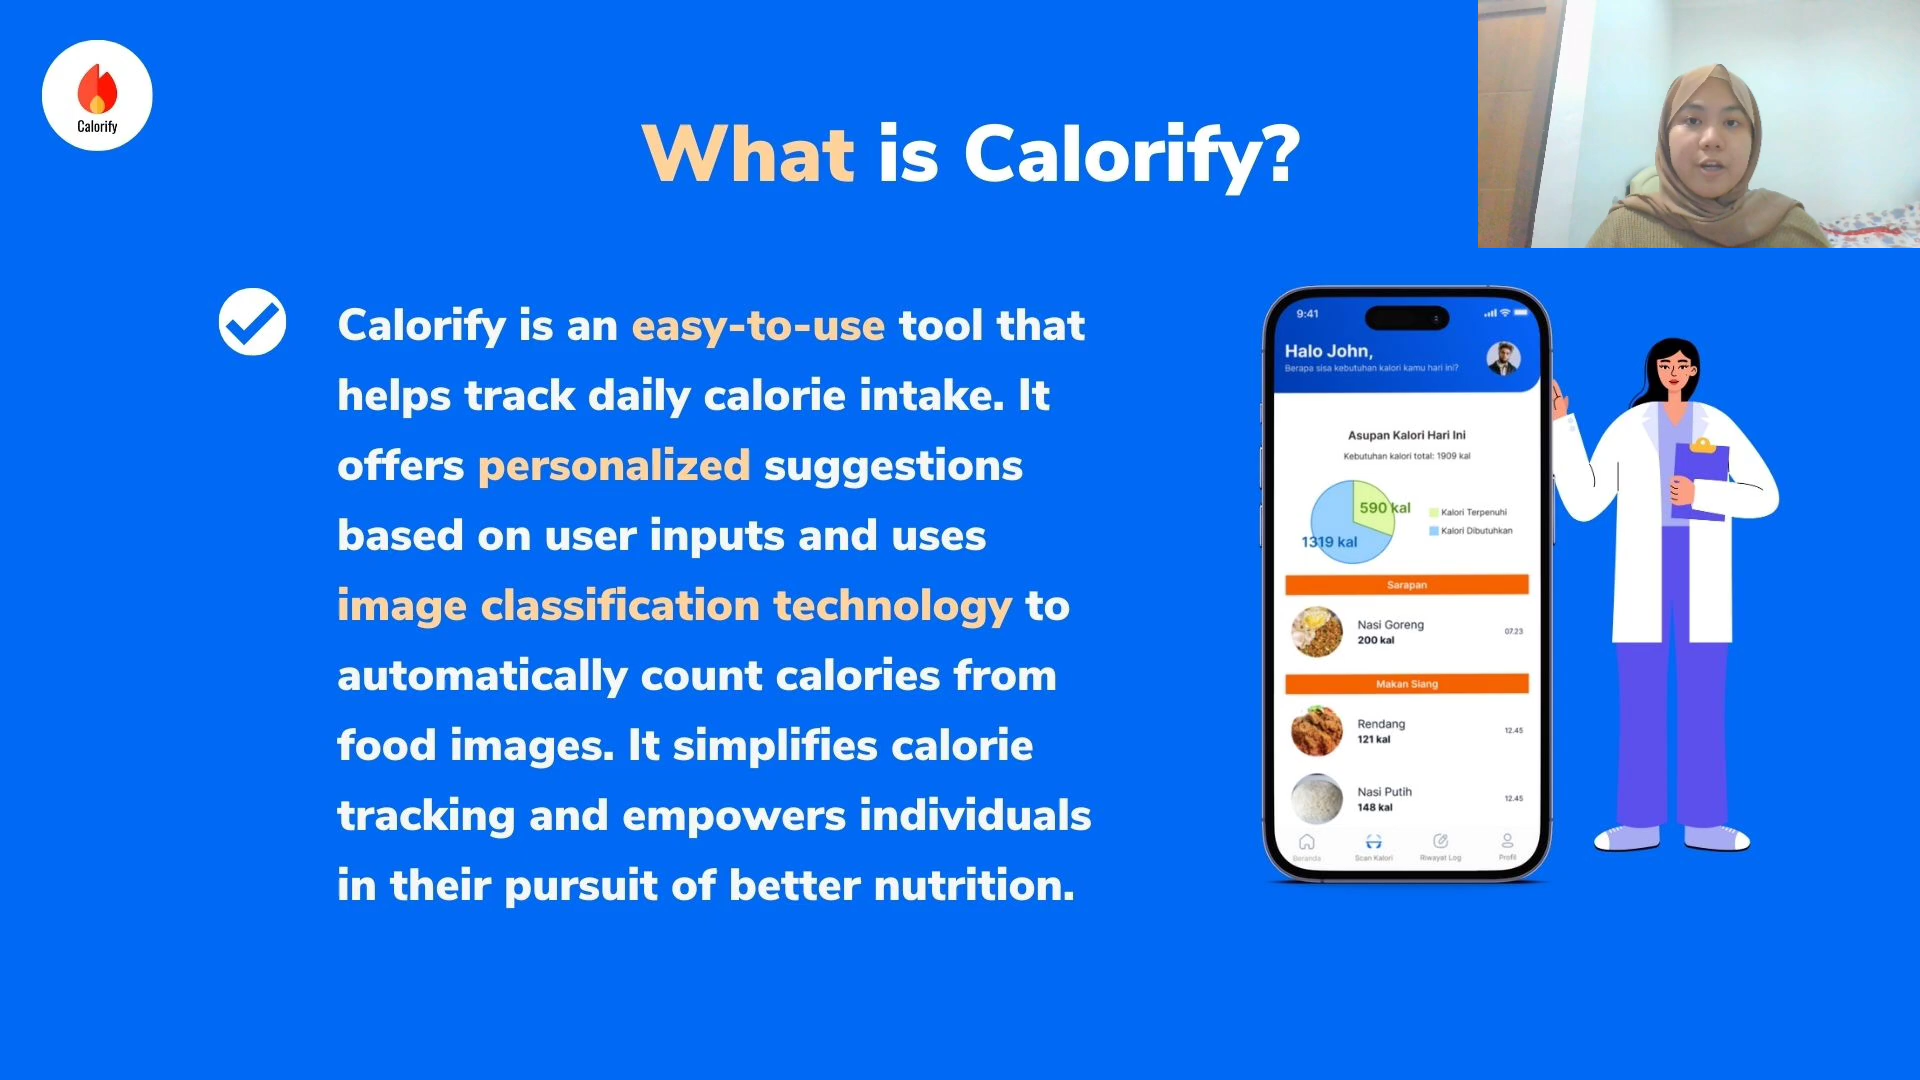 Calorify
What is Calorify?
Calorify is an easy-to-use tool that
helps track daily calorie intake. It
offers personalized suggestions
based on user inputs and uses
image classification technology to
automatically count calories from
food images. It simplifies calorie
tracking and empowers individuals
in their pursuit of better nutrition.
9:41
Halo John,
Berapa sisa kebutuhan kalori kamu hari ini?
Asupan Kalori Hari Ini
Kebutuhan kalori total: 1909 kal
590 kal
1319 kal
Kalori Terpenuhi
Kalori Dibutuhkan
Sarapan
Nasi Goreng
200 kal
07.23
Makan Siang
Rendang
121 kal
12.45
Nasi Putih
148 kal
12.45
Beranda
Scan Kalori
Riwayat Log
Profil